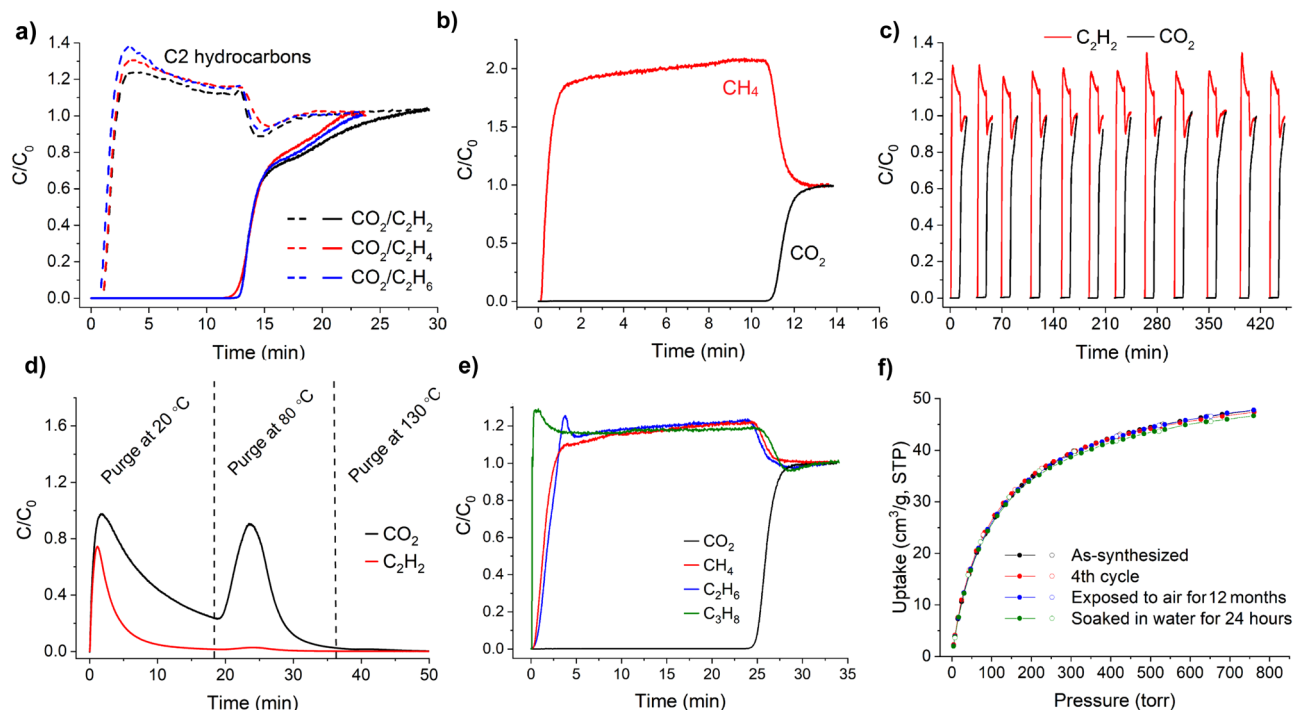 a)
C2 hydrocarbons
1.4
1.2
1.0
0.8
0.6
0.4
0.2
0.0
C/C₀
CO₂/C₂H₂
CO₂/C₂H₄
CO₂/C₂H₆
0 5 10 15 20 25 30
Time (min)
b)
2.0
1.5
1.0
0.5
0.0
C/C₀
CH₄
CO₂
0 2 4 6 8 10 12 14 16
Time (min)
c)
C₂H₂ CO₂
1.4
1.2
1.0
0.8
0.6
0.4
0.2
0.0
C/C₀
0 70 140 210 280 350 420
Time (min)
d)
Purge at 20 °C
Purge at 80 °C
Purge at 130 °C
1.6
1.2
0.8
0.4
0.0
C/C₀
CO₂
C₂H₂
0 10 20 30 40 50
Time (min)
e)
1.2
1.0
0.8
0.6
0.4
0.2
0.0
C/C₀
CO₂
CH₄
C₂H₆
C₃H₈
0 5 10 15 20 25 30 35
Time (min)
f)
50
40
30
20
10
0
Uptake (cm³/g, STP)
As-synthesized
4th cycle
Exposed to air for 12 months
Soaked in water for 24 hours
0 100 200 300 400 500 600 700 800
Pressure (torr)